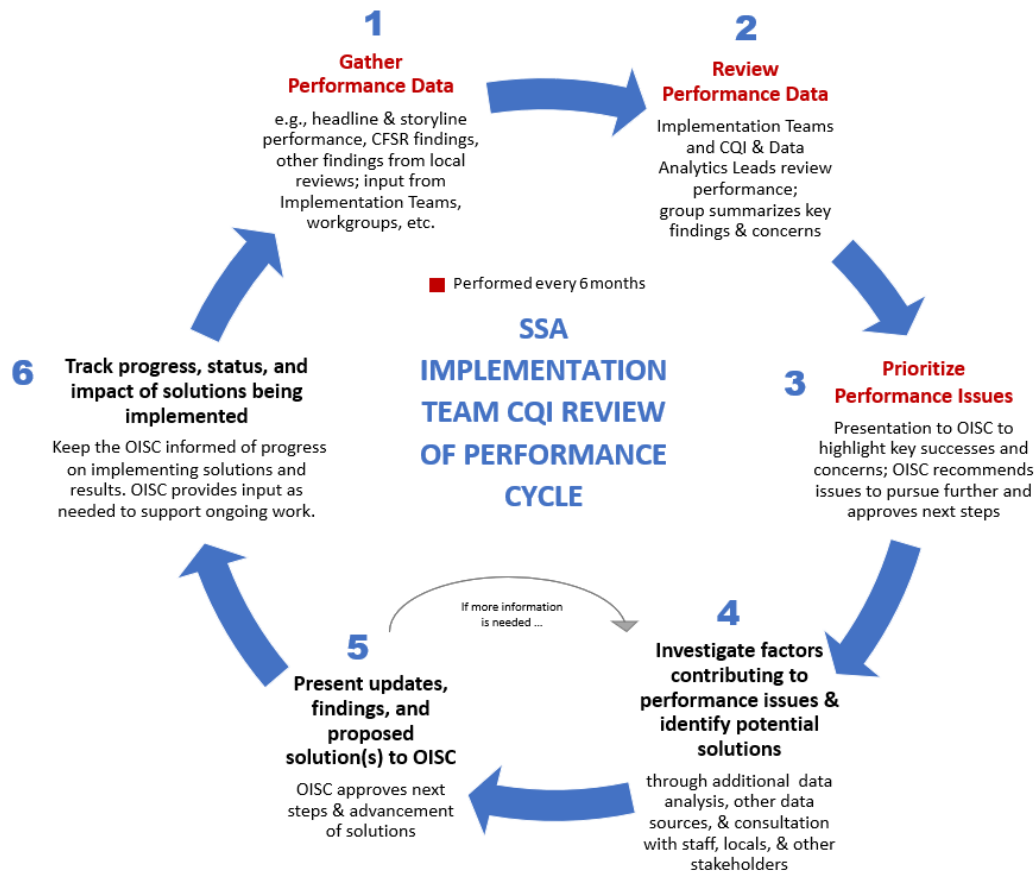 1
Gather
Performance Data
e.g., headline & storyline
performance, CFSR findings,
other findings from local
reviews; input from
Implementation Teams,
workgroups, etc.
2
Review
Performance Data
Implementation Teams
and CQI & Data
Analytics Leads review
performance;
group summarizes key
findings & concerns
Performed every 6 months
SSA
IMPLEMENTATION
TEAM CQI REVIEW
OF PERFORMANCE
CYCLE
3
Prioritize
Performance Issues
Presentation to OISC to
highlight key successes and
concerns; OISC recommends
issues to pursue further and
approves next steps
4
Investigate factors
contributing to
performance issues &
identify potential
solutions
through additional data
analysis, other data
sources, & consultation
with staff, locals, & other
stakeholders
If more information
is needed ...
5
Present updates,
findings, and
proposed
solution(s) to OISC
OISC approves next
steps & advancement
of solutions
6
Track progress, status, and
impact of solutions being
implemented
Keep the OISC informed of progress
on implementing solutions and
results. OISC provides input as
needed to support ongoing work.